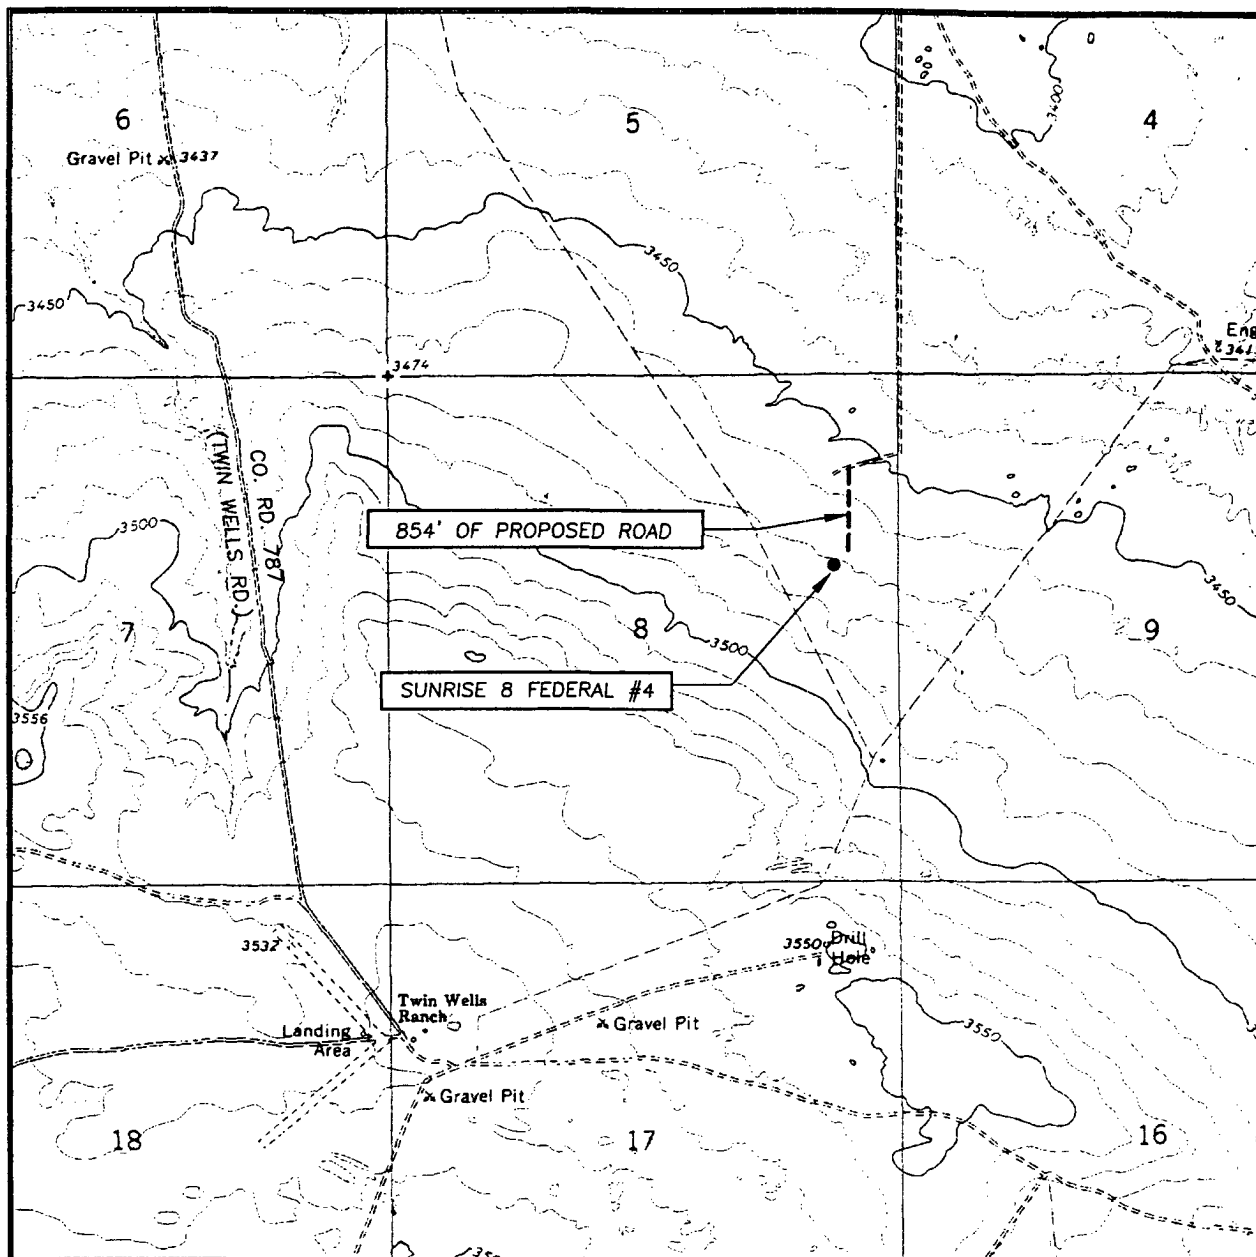 6
5
4
Gravel Pit
3437
3400
3450
3450
3474
Eng
CO. RD. 787
(TWIN WELLS RD.)
854' OF PROPOSED ROAD
3500
7
8
9
3450
3500
SUNRISE 8 FEDERAL #4
3556
3532
3550
Drill
Hole
Twin Wells
Ranch
Landing
Area
Gravel Pit
3550
Gravel Pit
18
17
16